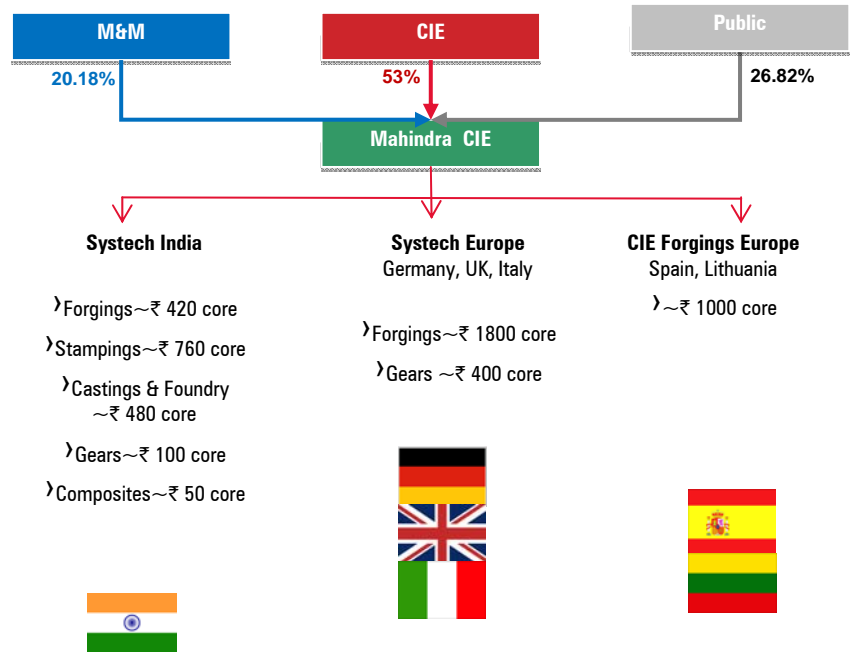 M&M
CIE
Public
20.18%
53%
26.82%
Mahindra CIE
Systech India
Systech Europe
Germany, UK, Italy
CIE Forgings Europe
Spain, Lithuania
›Forgings~₹ 420 core
›Stampings~₹ 760 core
›Castings & Foundry
~₹ 480 core
›Gears~₹ 100 core
›Composites~₹ 50 core
›Forgings~₹ 1800 core
›Gears ~₹ 400 core
›~₹ 1000 core